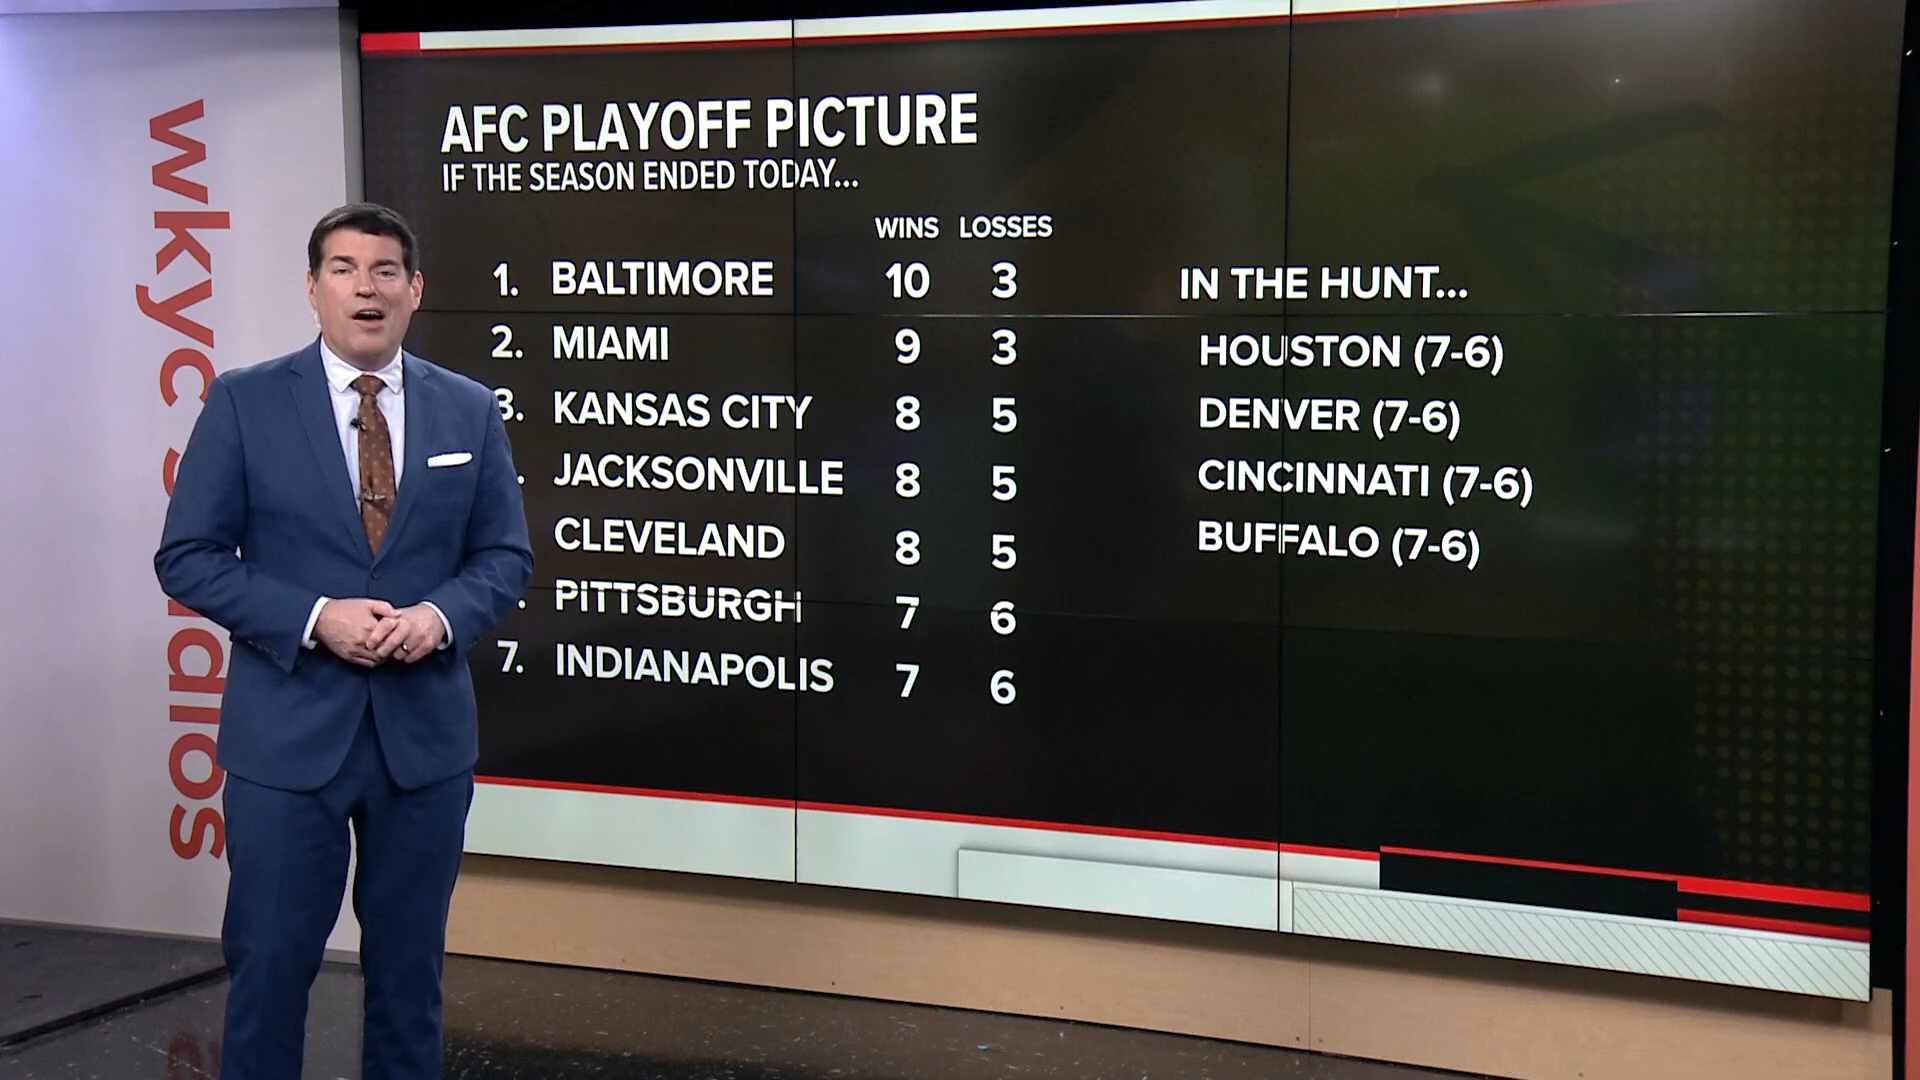 wkyc studios
AFC PLAYOFF PICTURE
IF THE SEASON ENDED TODAY...
WINS LOSSES
1. BALTIMORE 10 3
2. MIAMI 9 3
3. KANSAS CITY 8 5
. JACKSONVILLE 8 5
CLEVELAND 8 5
. PITTSBURGH 7 6
7. INDIANAPOLIS 7 6
IN THE HUNT...
HOUSTON (7-6)
DENVER (7-6)
CINCINNATI (7-6)
BUFFALO (7-6)